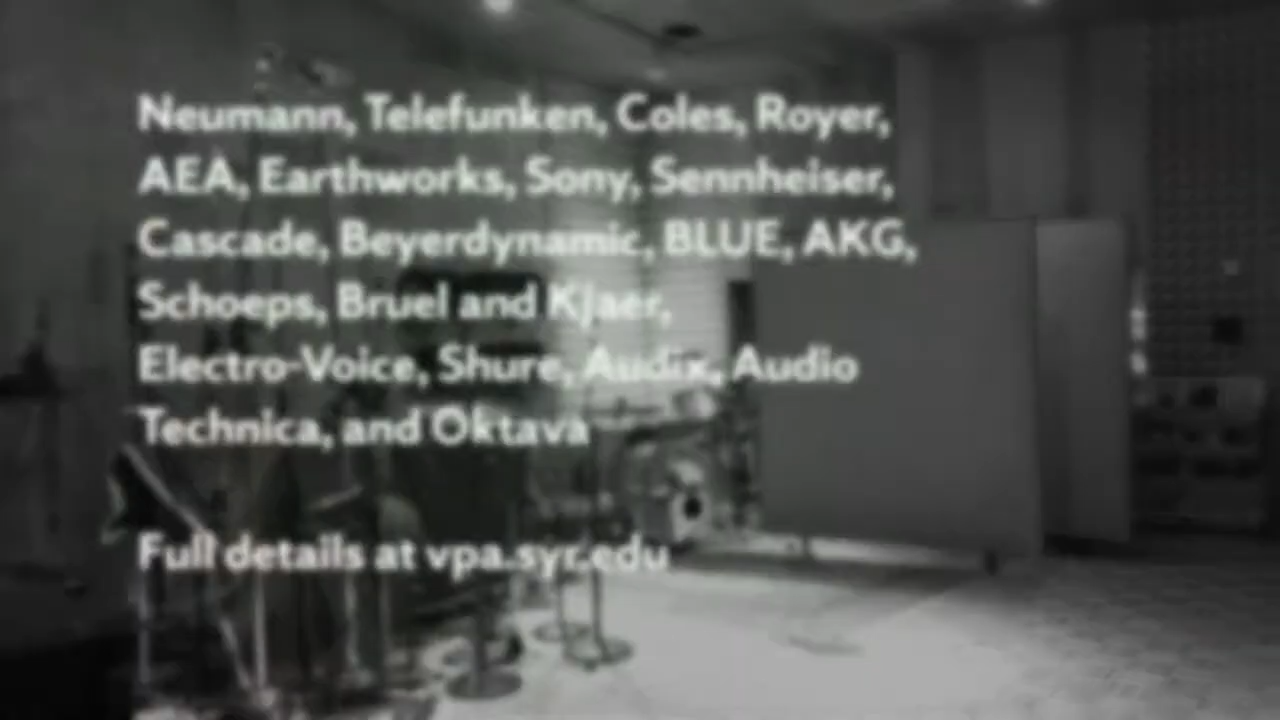 Neumann, Telefunken, Coles, Royer,
AEA, Earthworks, Sony, Sennheiser,
Cascade, Beyerdynamic, BLUE, AKG,
Schoeps, Bruel and Kjaer,
Electro-Voice, Shure, Audix, Audio
Technica, and Oktava
Full details at vpa.syr.edu